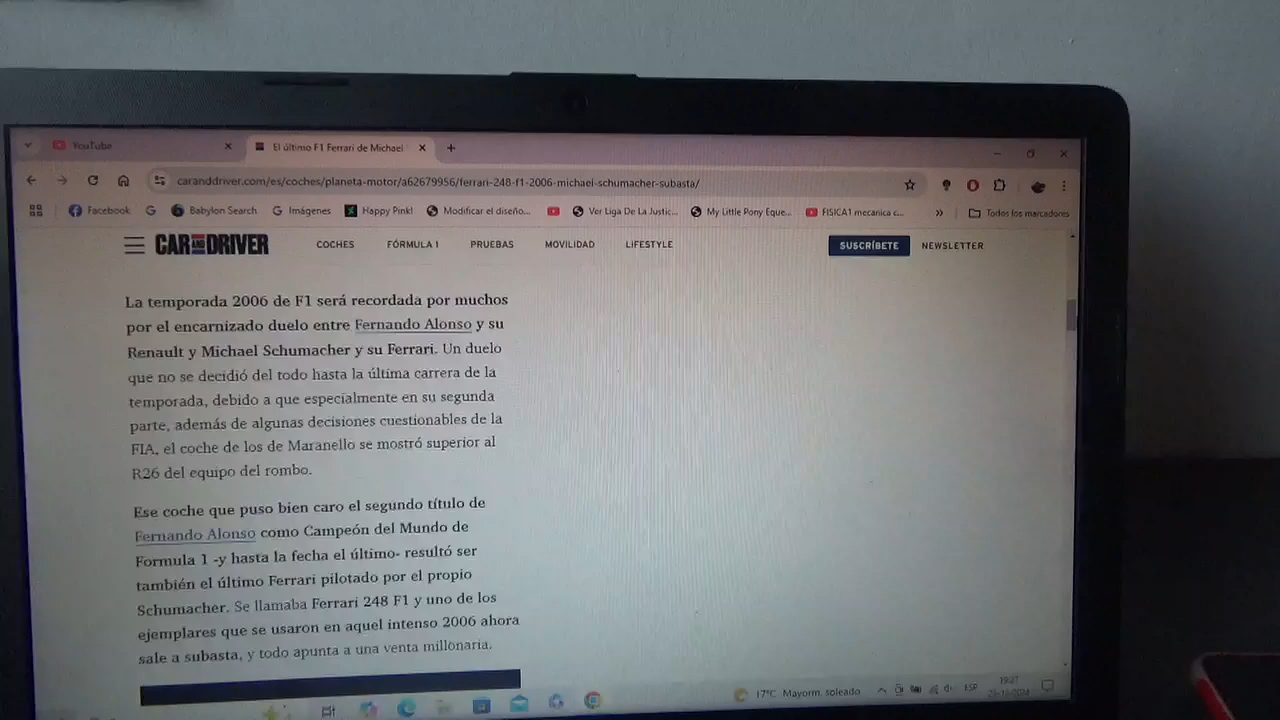 YouTube
El último F1 Ferrari de Michael
caranddriver.com/es/coches/planeta-motor/a62679956/ferrari-248-f1-2006-michael-schumacher-subasta/
Facebook
Babylon Search
Imágenes
Happy Pink!
Modificar el diseño...
Ver Liga De La Justic...
My Little Pony Eque...
FISICA1 mecanica c...
»
Todos los marcadores
CAR AND DRIVER
COCHES
FÓRMULA 1
PRUEBAS
MOVILIDAD
LIFESTYLE
SUSCRÍBETE
NEWSLETTER
La temporada 2006 de F1 será recordada por muchos
por el encarnizado duelo entre Fernando Alonso y su
Renault y Michael Schumacher y su Ferrari. Un duelo
que no se decidió del todo hasta la última carrera de la
temporada, debido a que especialmente en su segunda
parte, además de algunas decisiones cuestionables de la
FIA, el coche de los de Maranello se mostró superior al
R26 del equipo del rombo.
Ese coche que puso bien caro el segundo título de
Fernando Alonso como Campeón del Mundo de
Formula 1 -y hasta la fecha el último- resultó ser
también el último Ferrari pilotado por el propio
Schumacher. Se llamaba Ferrari 248 F1 y uno de los
ejemplares que se usaron en aquel intenso 2006 ahora
sale a subasta, y todo apunta a una venta millonaria.
17°C Mayorm. soleado
ESP
19:27